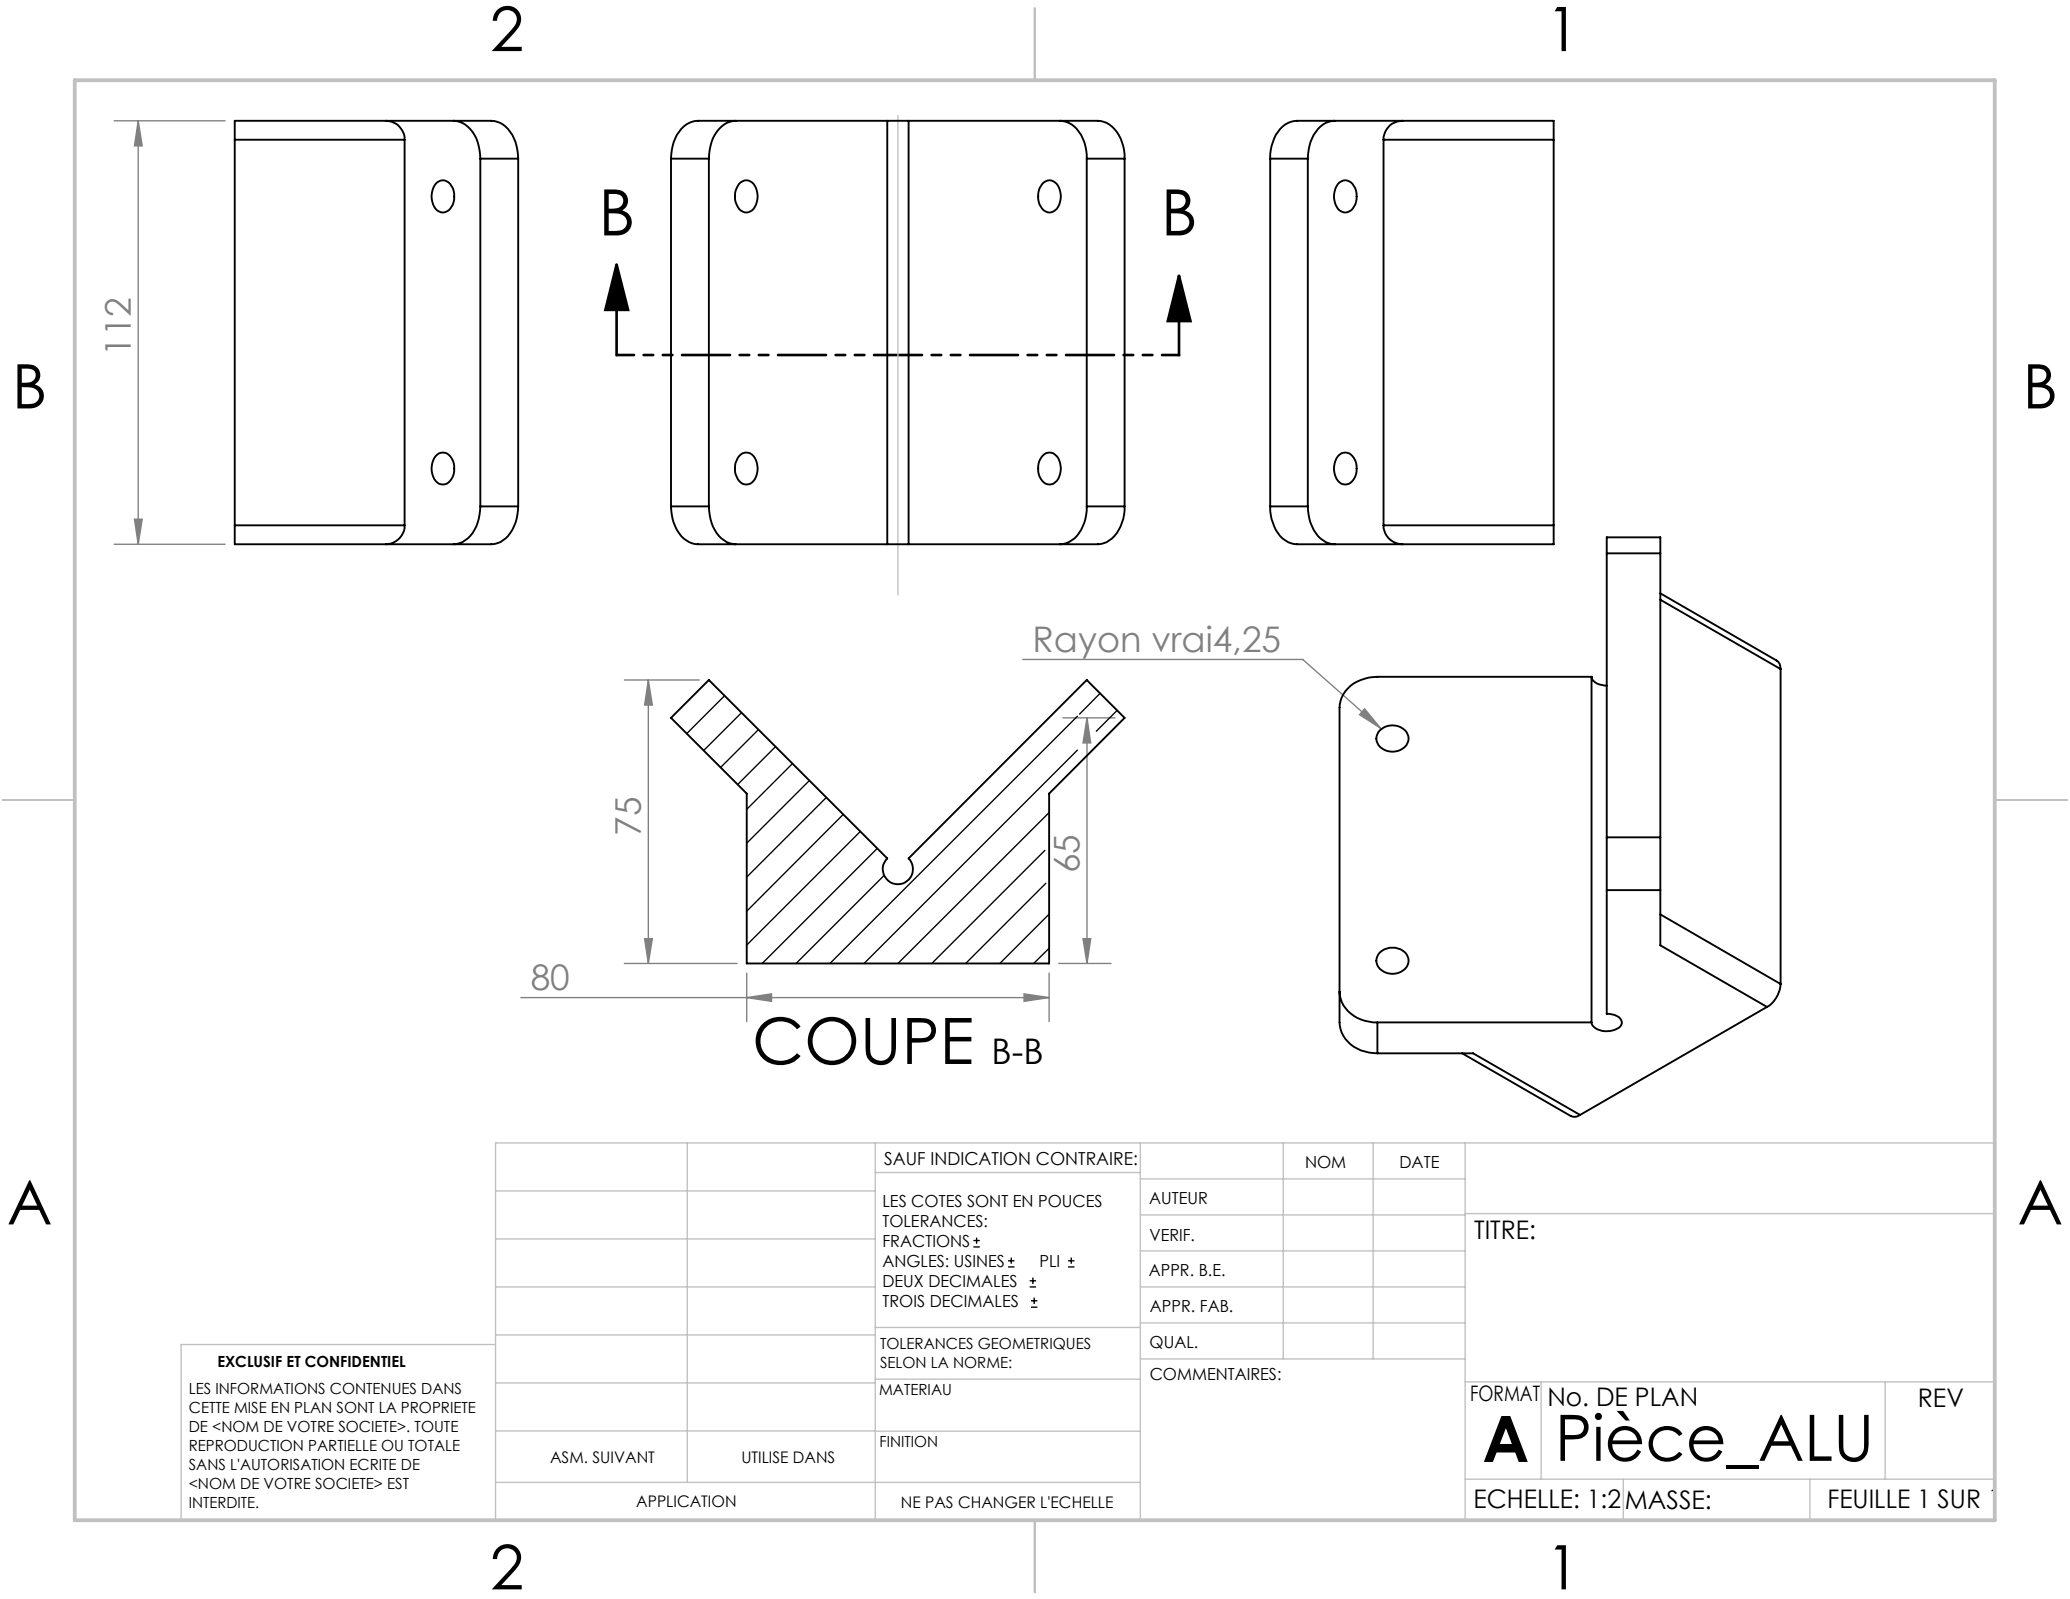 2
1
B
B
112
B
B
Rayon vrai4,25
75
65
80
COUPE B-B
A
A
SAUF INDICATION CONTRAIRE:
LES COTES SONT EN POUCES
TOLERANCES:
FRACTIONS ±
ANGLES: USINES ± PLI ±
DEUX DECIMALES ±
TROIS DECIMALES ±
TOLERANCES GEOMETRIQUES
SELON LA NORME:
MATERIAU
FINITION
NE PAS CHANGER L'ECHELLE
NOM
DATE
AUTEUR
VERIF.
APPR. B.E.
APPR. FAB.
QUAL.
COMMENTAIRES:
TITRE:
FORMAT
A
No. DE PLAN
Pièce_ALU
REV
ECHELLE: 1:2
MASSE:
FEUILLE 1 SUR
EXCLUSIF ET CONFIDENTIEL
LES INFORMATIONS CONTENUES DANS
CETTE MISE EN PLAN SONT LA PROPRIETE
DE <NOM DE VOTRE SOCIETE>. TOUTE
REPRODUCTION PARTIELLE OU TOTALE
SANS L'AUTORISATION ECRITE DE
<NOM DE VOTRE SOCIETE> EST
INTERDITE.
ASM. SUIVANT
UTILISE DANS
APPLICATION
2
1